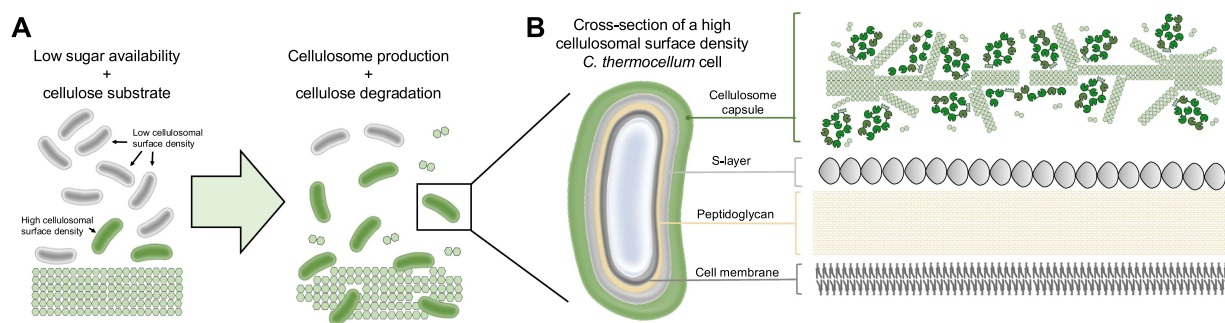 A
Low sugar availability
+
cellulose substrate
Low cellulosomal
surface density
High cellulosomal
surface density
Cellulosome production
+
cellulose degradation
B
Cross-section of a high
cellulosomal surface density
C. thermocellum cell
Cellulosome
capsule
S-layer
Peptidoglycan
Cell membrane